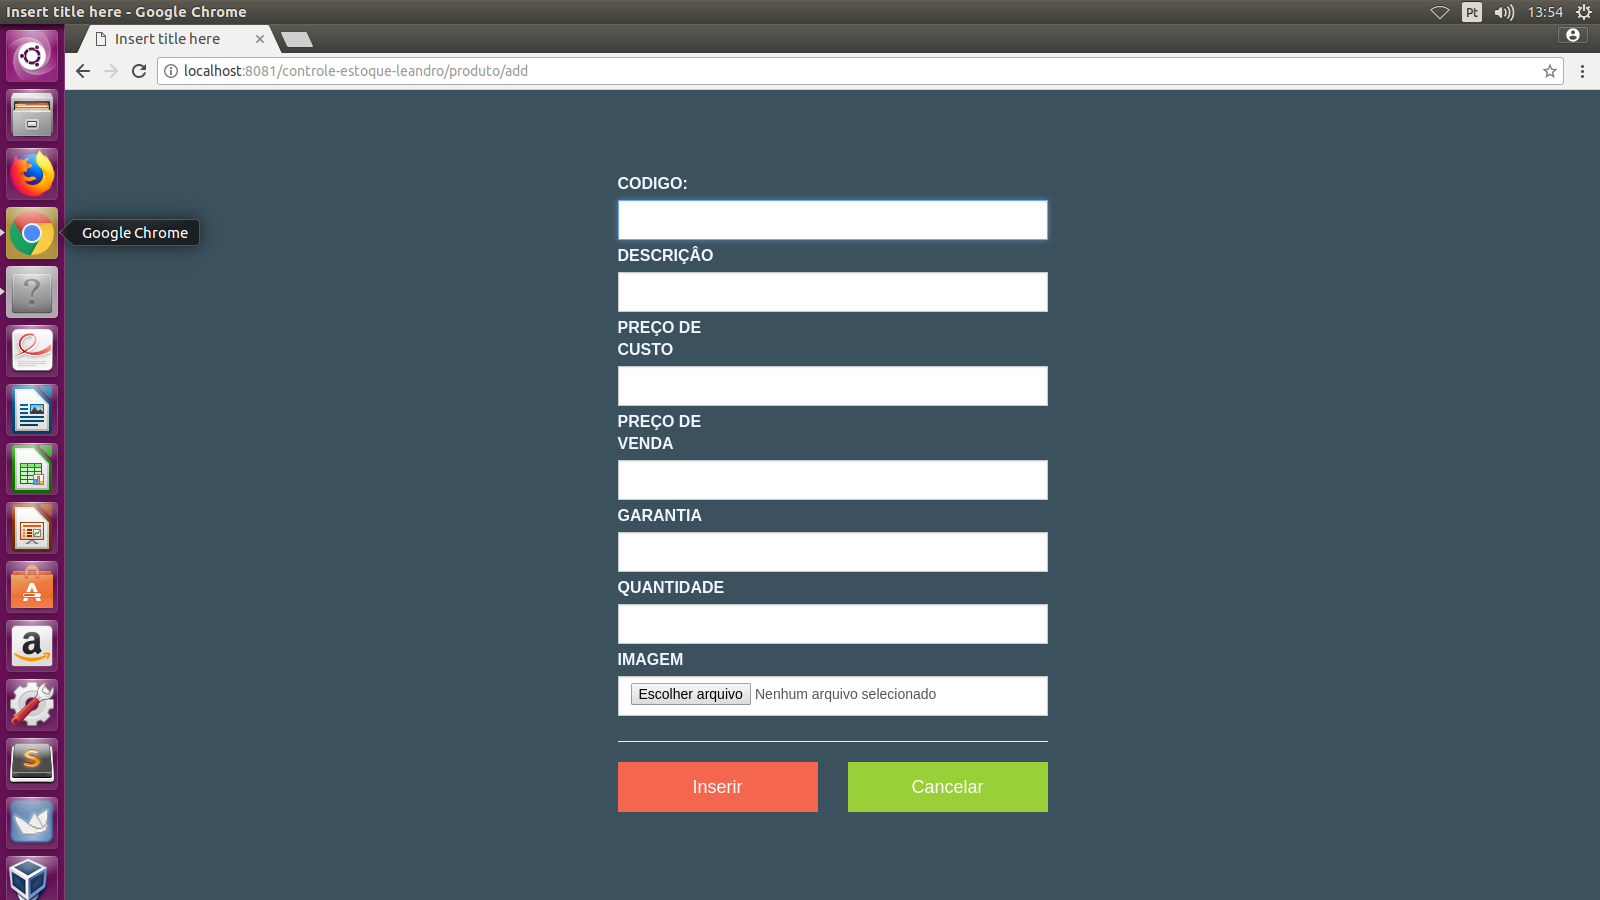 Insert title here - Google Chrome
Pt
13:54
Insert title here
localhost:8081/controle-estoque-leandro/produto/add
Google Chrome
CODIGO:
DESCRIÇÂO
PREÇO DE
CUSTO
PREÇO DE
VENDA
GARANTIA
QUANTIDADE
IMAGEM
Escolher arquivo Nenhum arquivo selecionado
Inserir
Cancelar